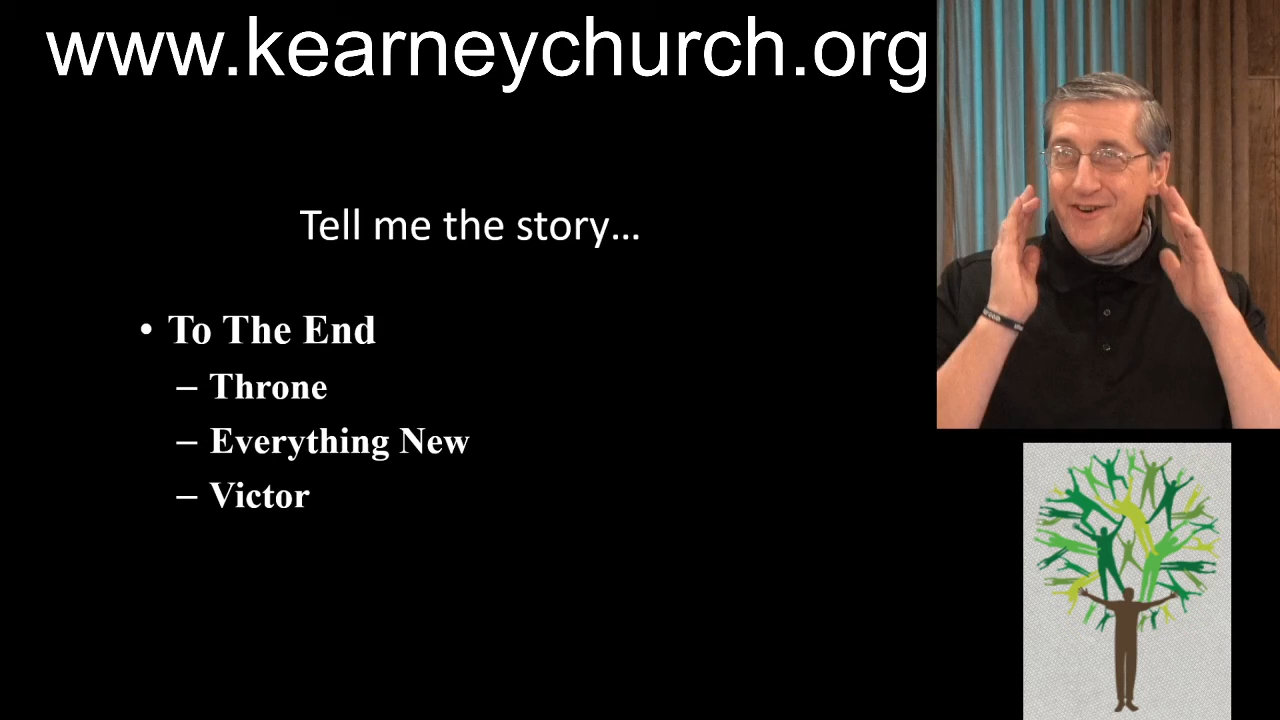 www.kearneychurch.org
Tell me the story…
• To The End
– Throne
– Everything New
– Victor